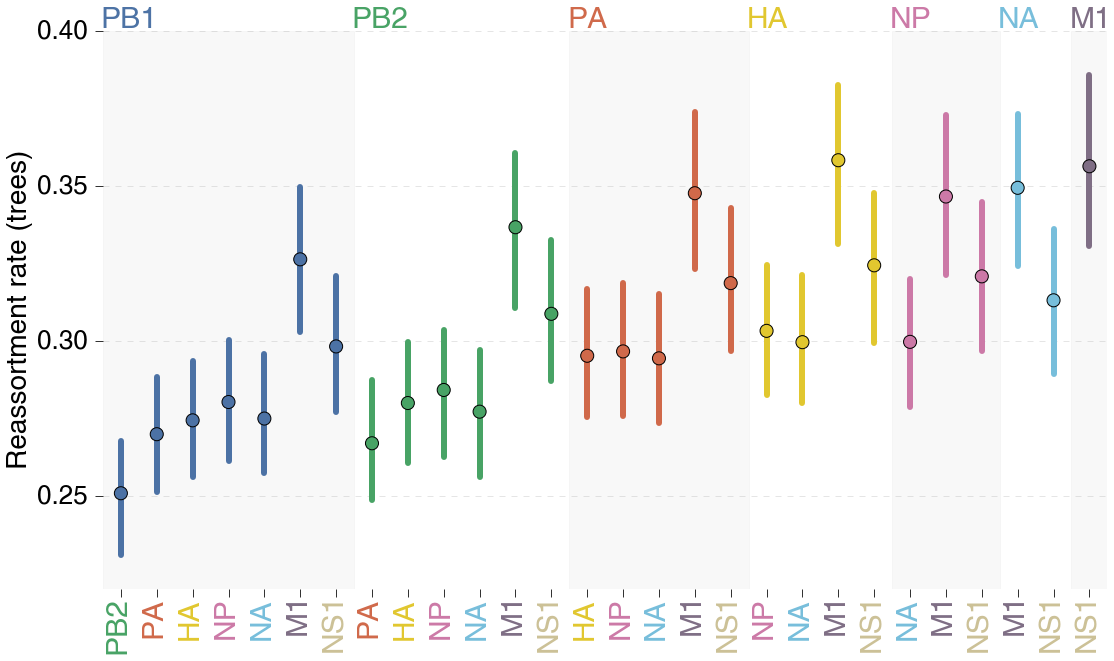 PB1 PB2 PA HA NP NA M1
0.40
0.35
0.30
0.25
Reassortment rate (trees)
PB2 PA HA NP NA M1 NS1 PA HA NP NA M1 NS1 HA NP NA M1 NS1 NP NA M1 NS1 NA M1 NS1 M1 NS1 NS1